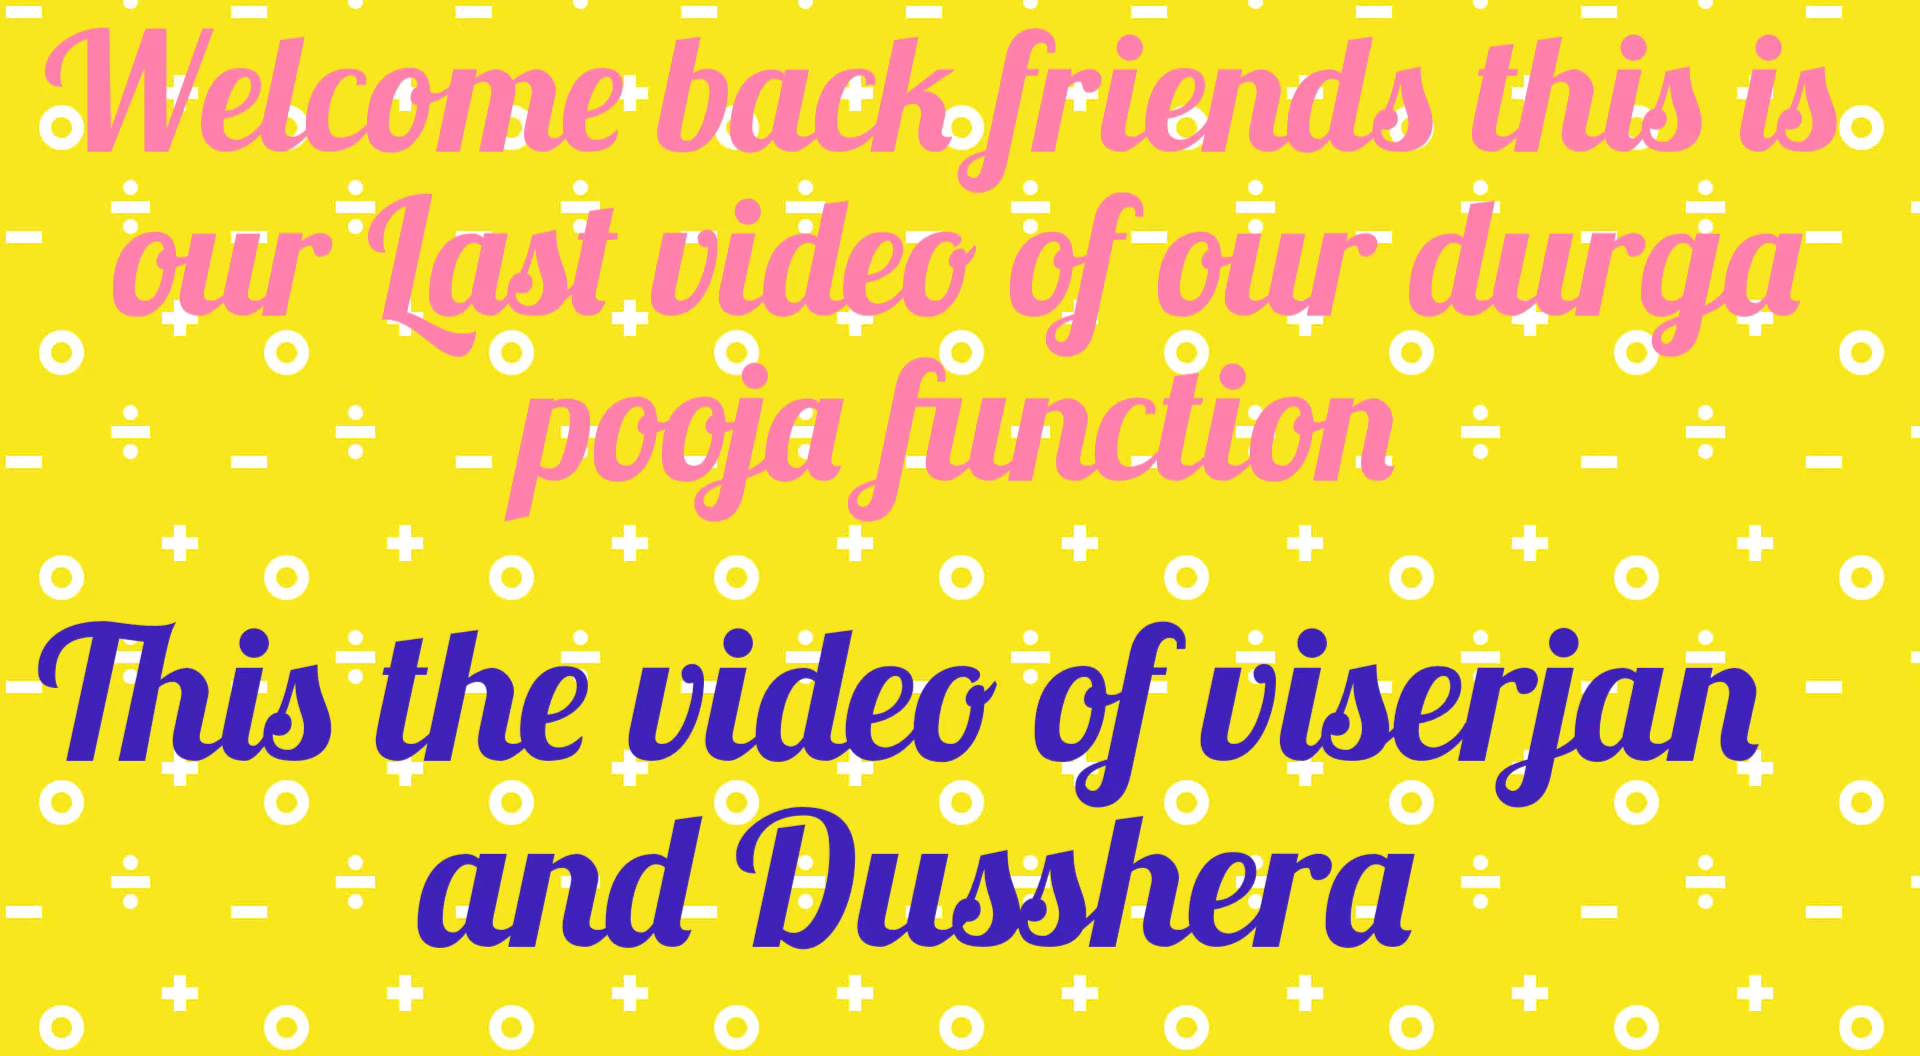 Welcome back friends this is
our Last video of our durga
pooja function
This the video of viserjan
and Dusshera